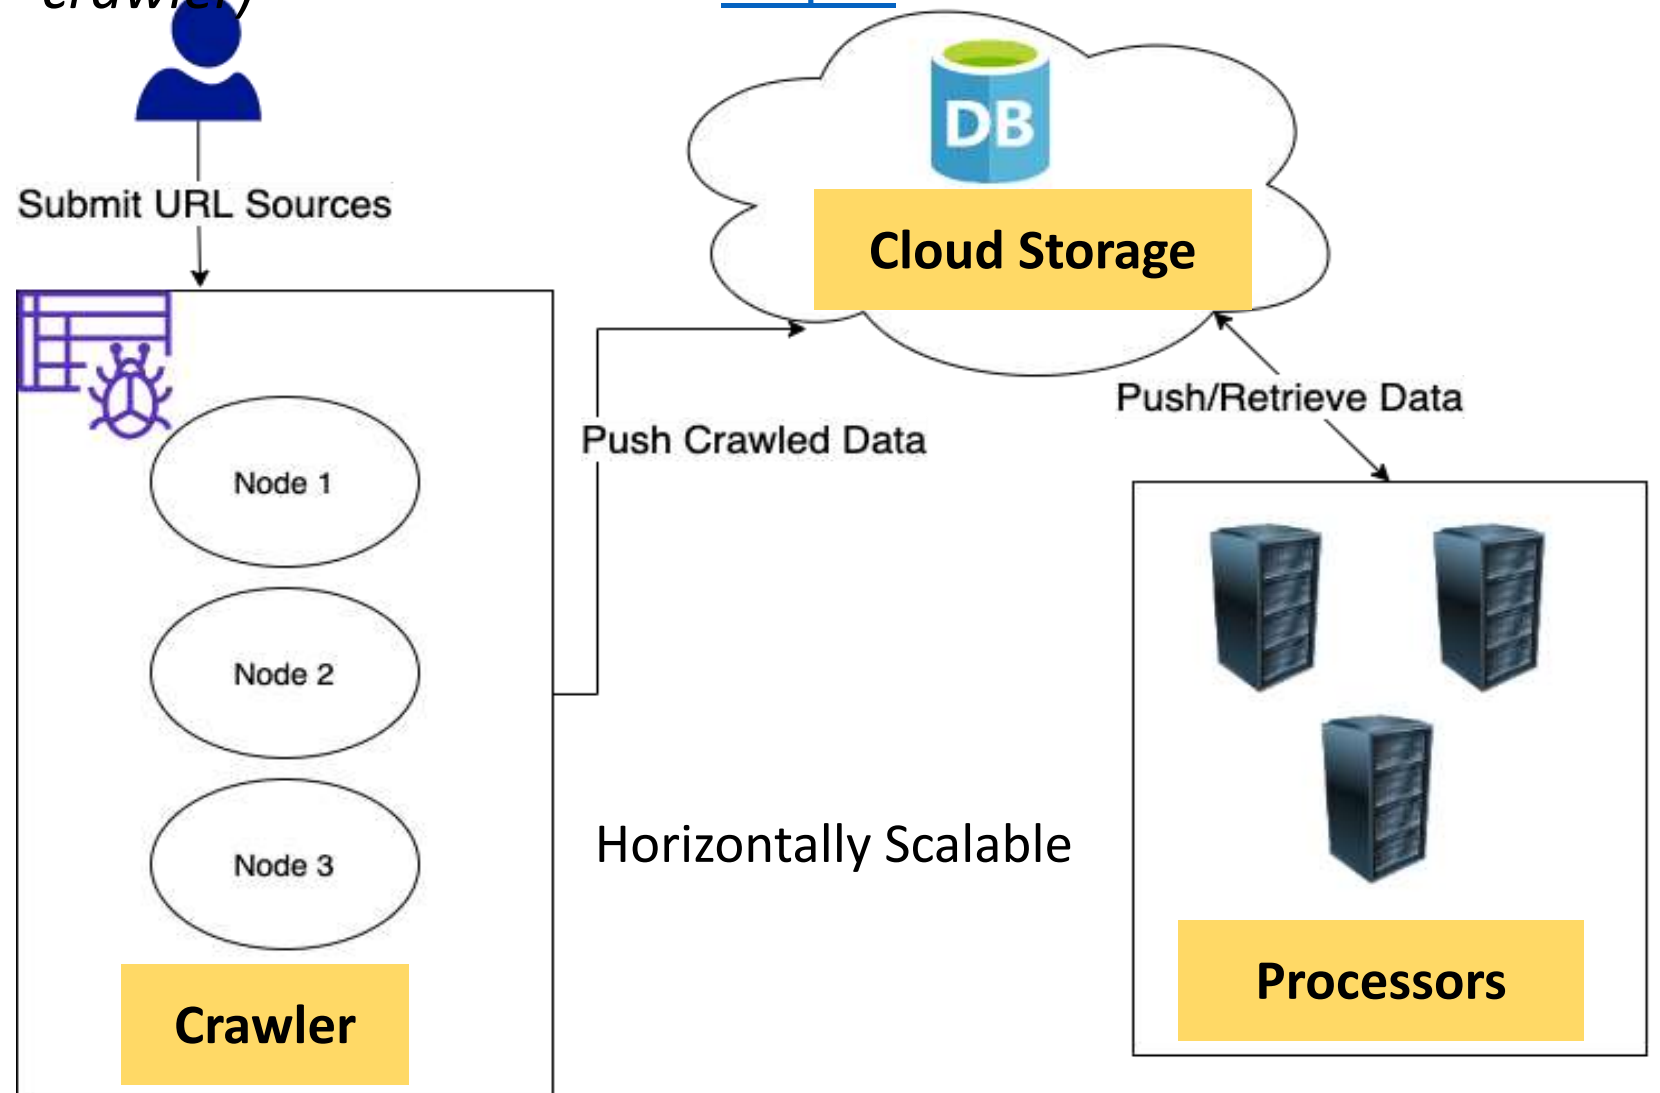 crawler)
Submit URL Sources
DB
Cloud Storage
Push/Retrieve Data
Push Crawled Data
Node 1
Node 2
Node 3
Horizontally Scalable
Crawler
Processors